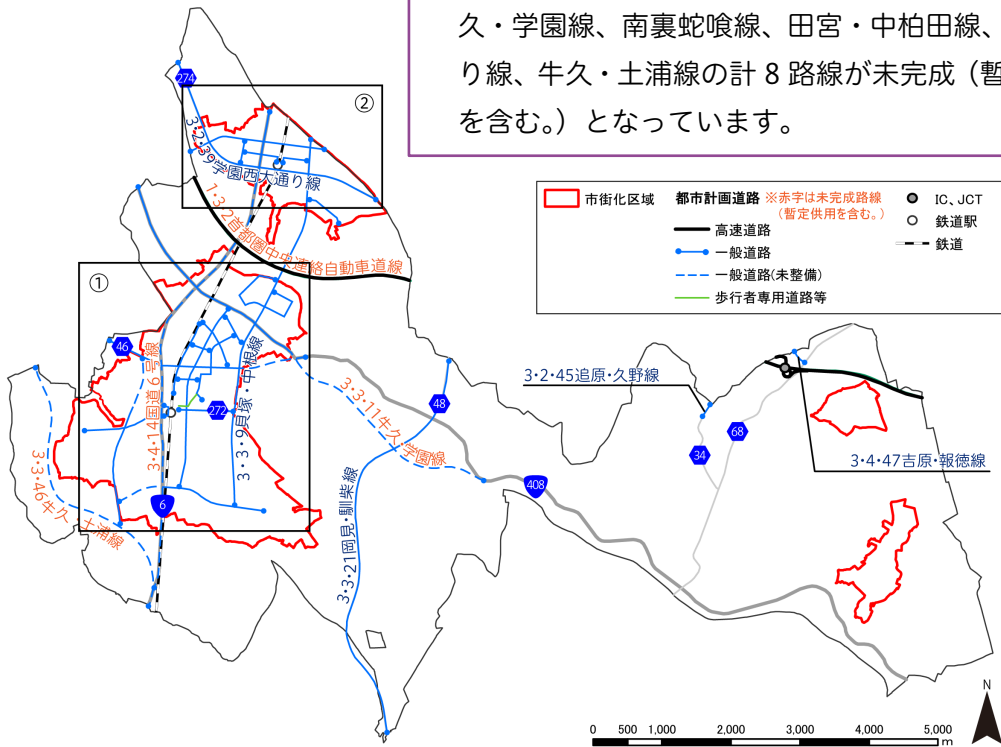 久・学園線、南裏蛇喰線、田宮・中柏田線、
り線、牛久・土浦線の計 8 路線が未完成（暫
を含む。）となっています。
市街化区域
都市計画道路 ※赤字は未完成路線
（暫定供用を含む。）
高速道路
一般道路
一般道路(未整備)
歩行者専用道路等
IC、JCT
鉄道駅
鉄道
274
②
3・2・39学園西大通り線
1・3・2首都圏中央連絡自動車道線
①
46
3・4・14国道6号線
3・3・9貝塚・中根線
272
3・3・11牛久・学園線
48
3・2・45追原・久野線
68
34
3・4・47吉原・報徳線
408
3・3・46牛久・土浦線
6
3・3・21岡見・馴柴線
N
0 500 1,000 2,000 3,000 4,000 5,000
m